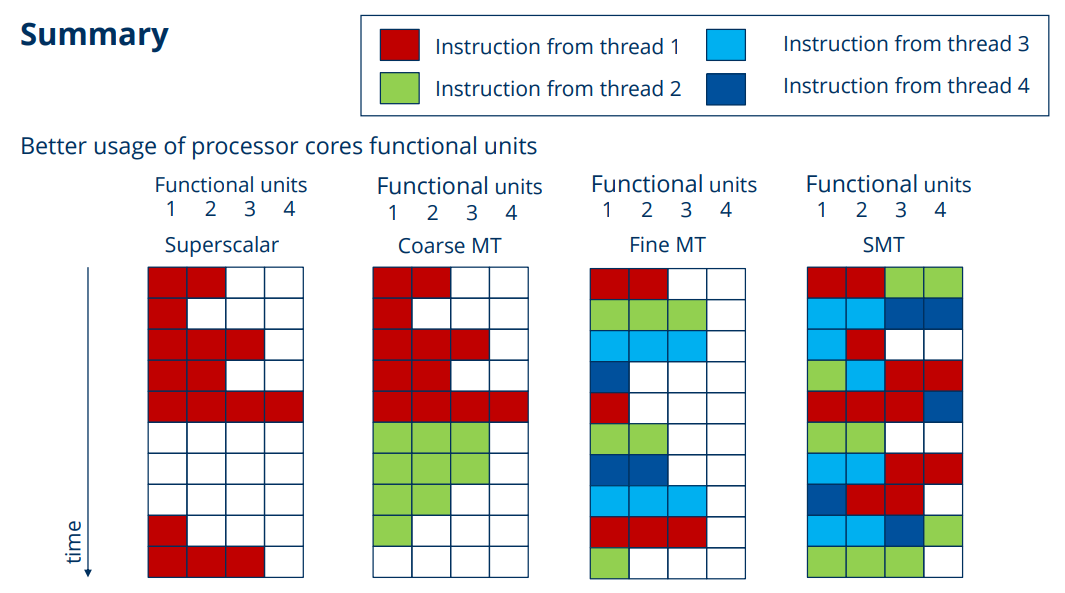 Summary
Instruction from thread 1
Instruction from thread 3
Instruction from thread 2
Instruction from thread 4
Better usage of processor cores functional units
Functional units
1 2 3 4
Superscalar
Functional units
1 2 3 4
Coarse MT
Functional units
1 2 3 4
Fine MT
Functional units
1 2 3 4
SMT
time